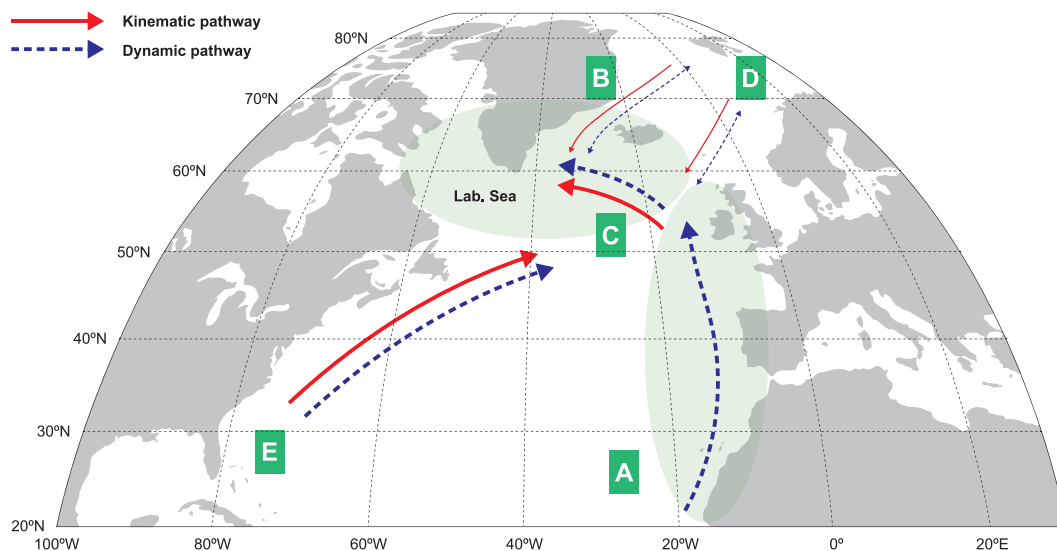 Kinematic pathway
Dynamic pathway
80ºN
70ºN
60ºN
50ºN
40ºN
30ºN
20ºN
B
D
Lab. Sea
C
E
A
100ºW
80ºW
60ºW
40ºW
20ºW
0º
20ºE